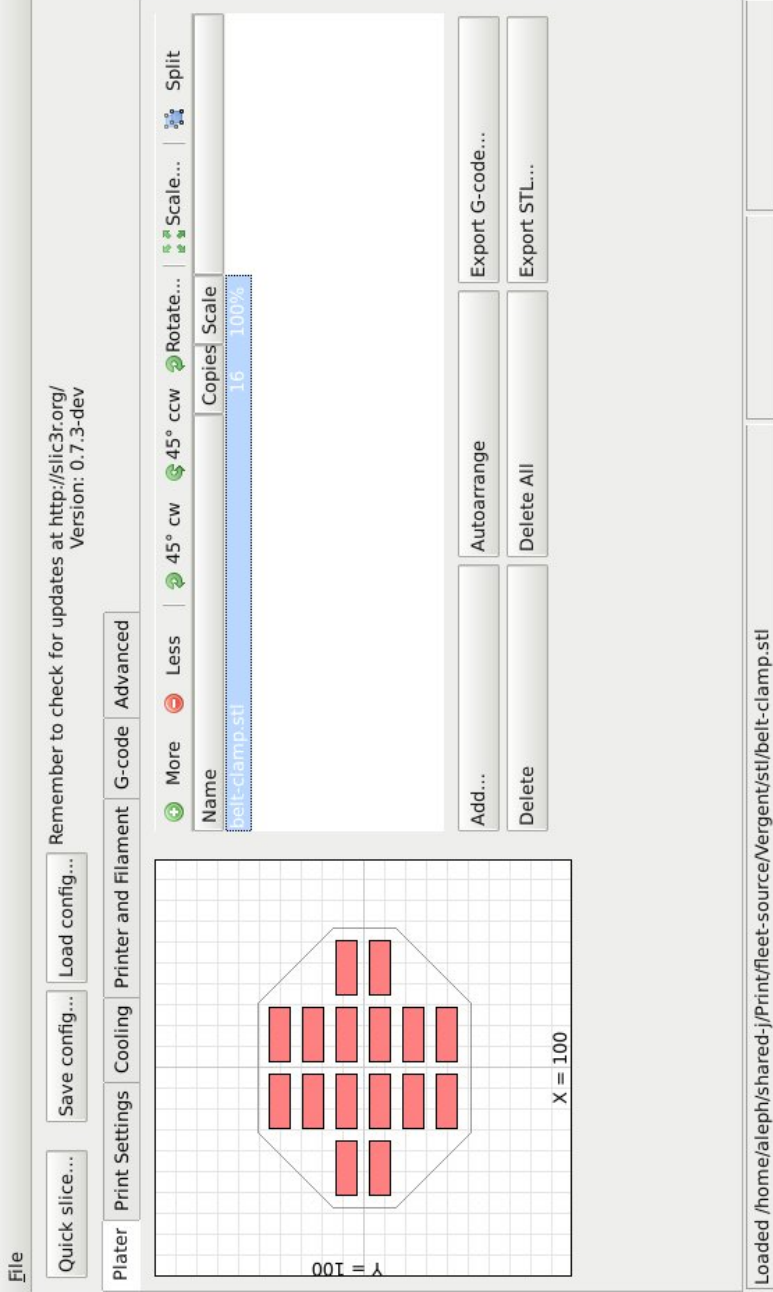 File
Quick slice...
Save config...
Load config...
Remember to check for updates at http://slic3r.org/
Version: 0.7.3-dev
Plater
Print Settings
Cooling
Printer and Filament
G-code
Advanced
More
Less
45° cw
45° ccw
Rotate...
Scale...
Split
Name
Copies
Scale
belt-clamp.stl
16
100%
Y = 100
X = 100
Add...
Autoarrange
Export G-code...
Delete
Delete All
Export STL...
Loaded /home/aleph/shared-j/Print/fleet-source/Vergent/stl/belt-clamp.stl